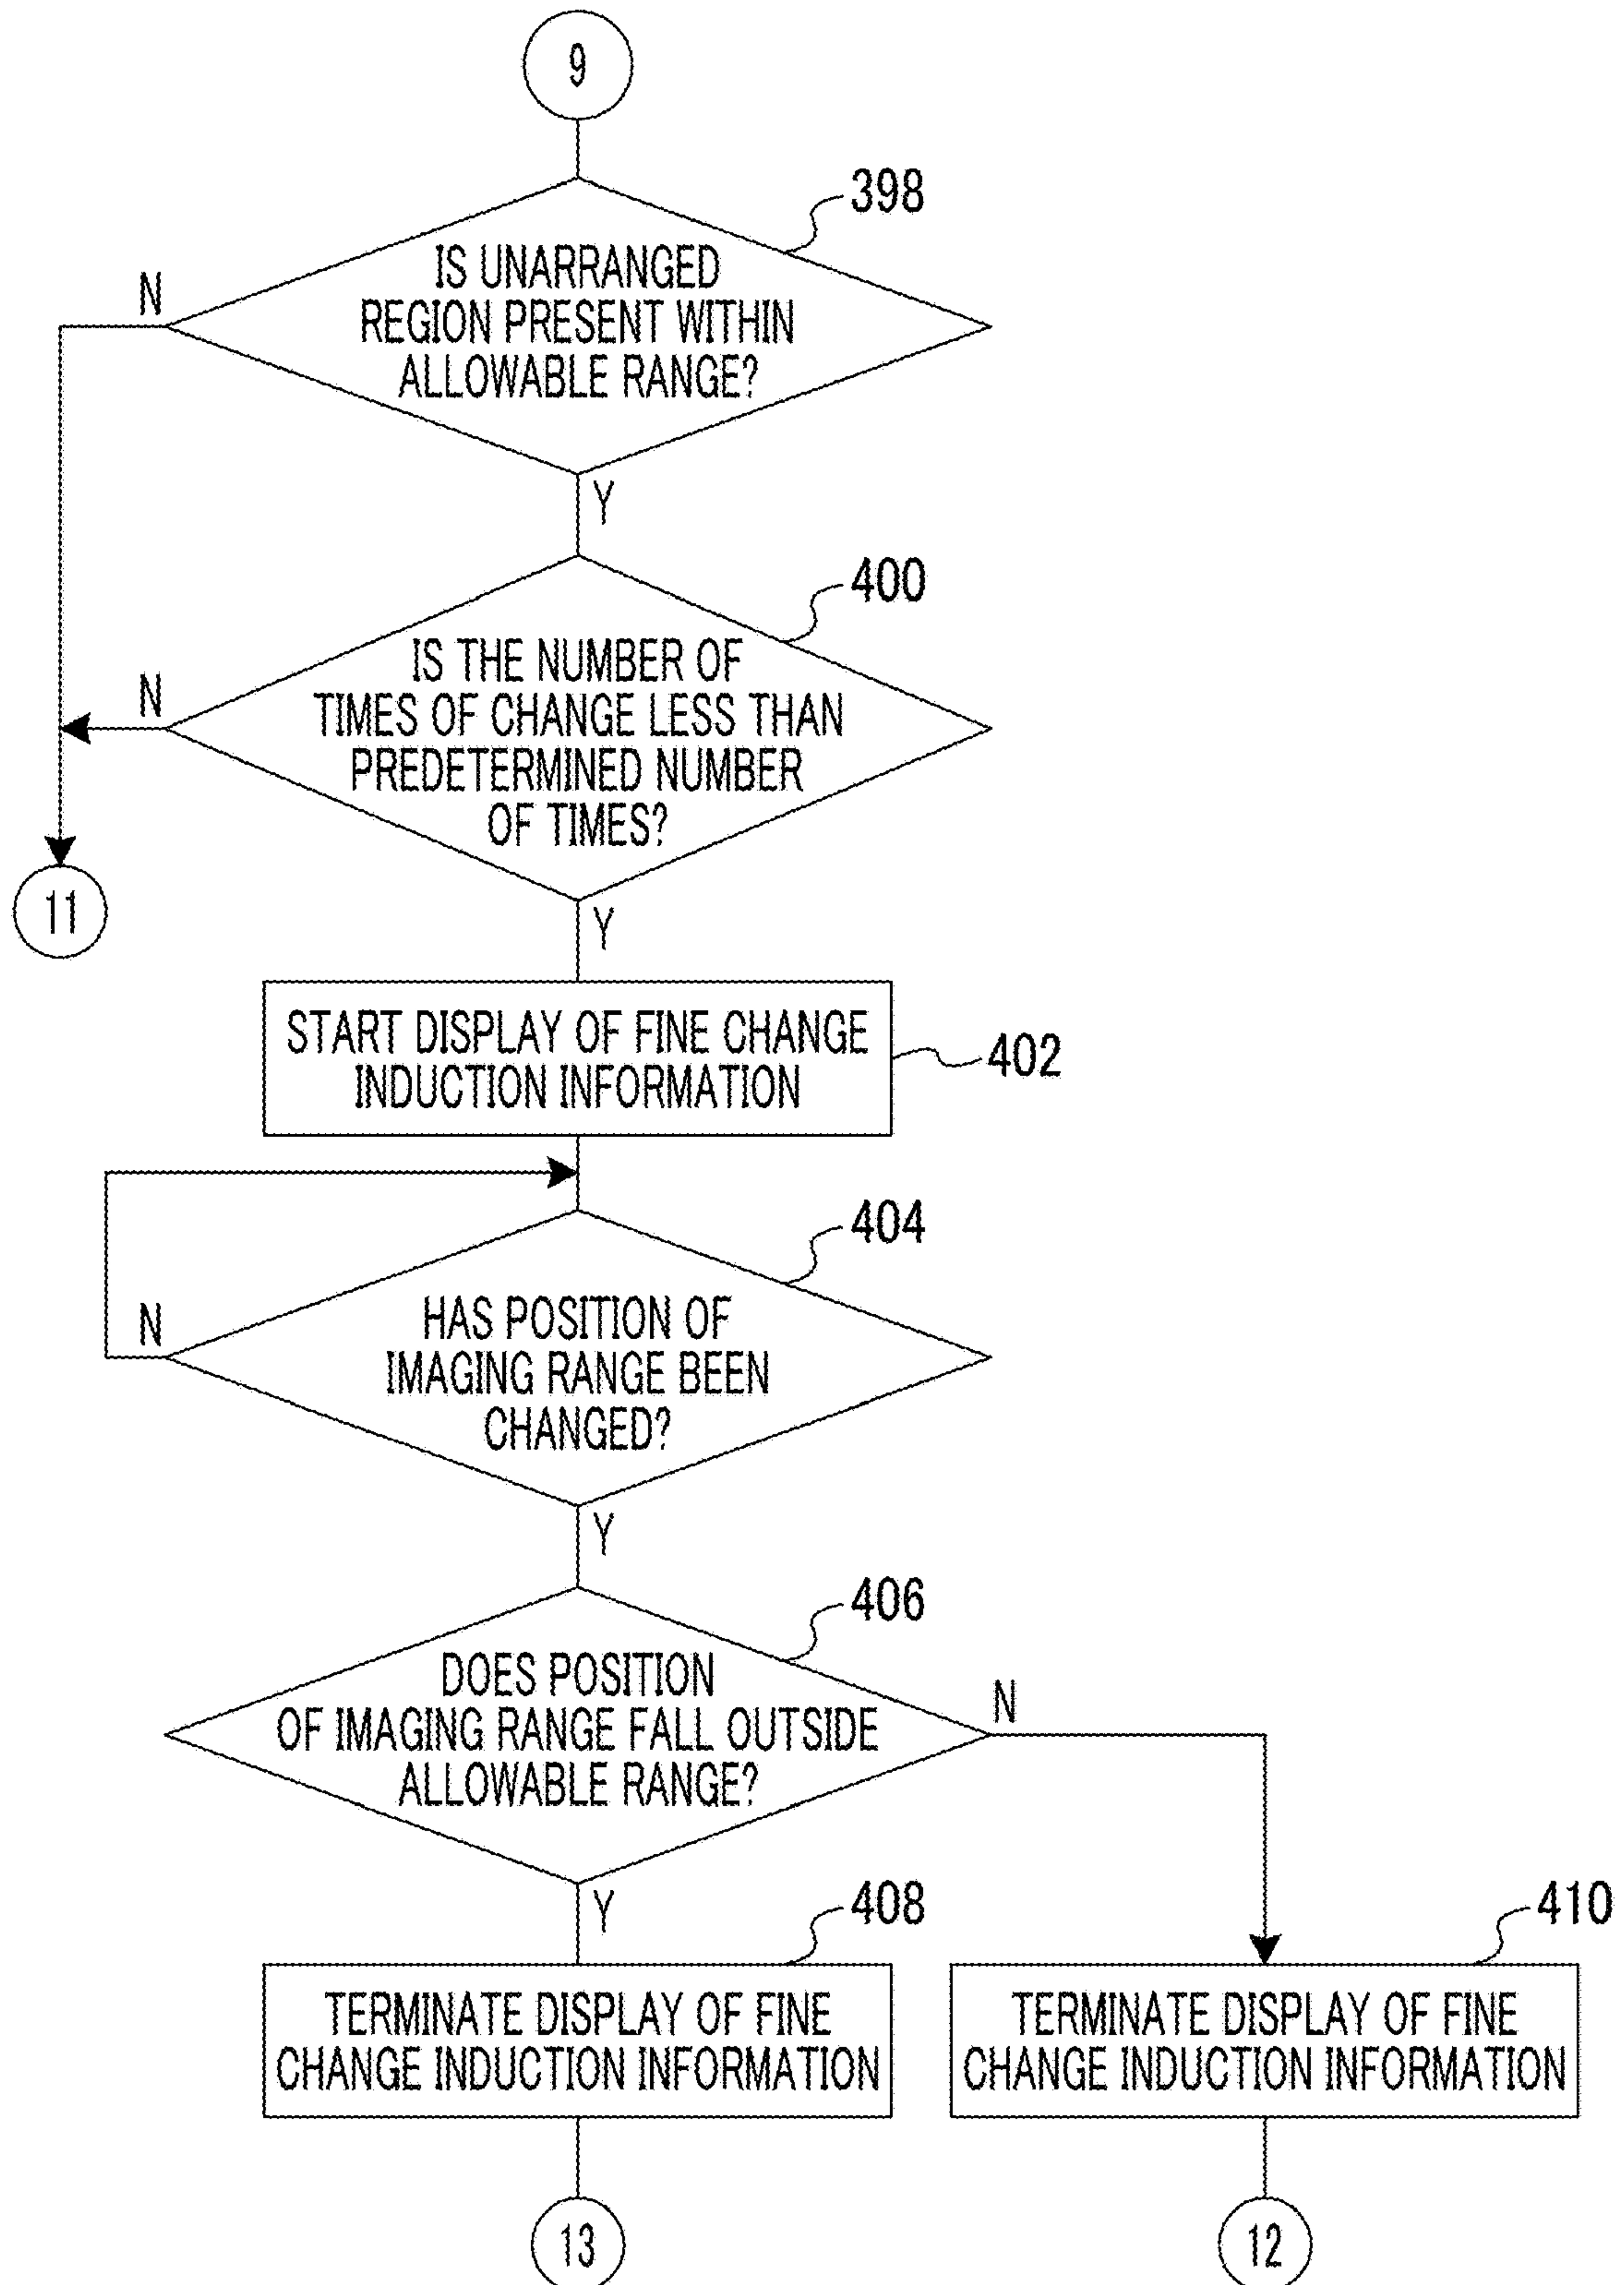 9
398
IS UNARRANGED
REGION PRESENT WITHIN
ALLOWABLE RANGE?
N
Y
400
IS THE NUMBER OF
TIMES OF CHANGE LESS THAN
PREDETERMINED NUMBER
OF TIMES?
N
11
Y
START DISPLAY OF FINE CHANGE
INDUCTION INFORMATION
402
404
HAS POSITION OF
IMAGING RANGE BEEN
CHANGED?
N
Y
406
DOES POSITION
OF IMAGING RANGE FALL OUTSIDE
ALLOWABLE RANGE?
N
Y
408
TERMINATE DISPLAY OF FINE
CHANGE INDUCTION INFORMATION
410
TERMINATE DISPLAY OF FINE
CHANGE INDUCTION INFORMATION
13
12